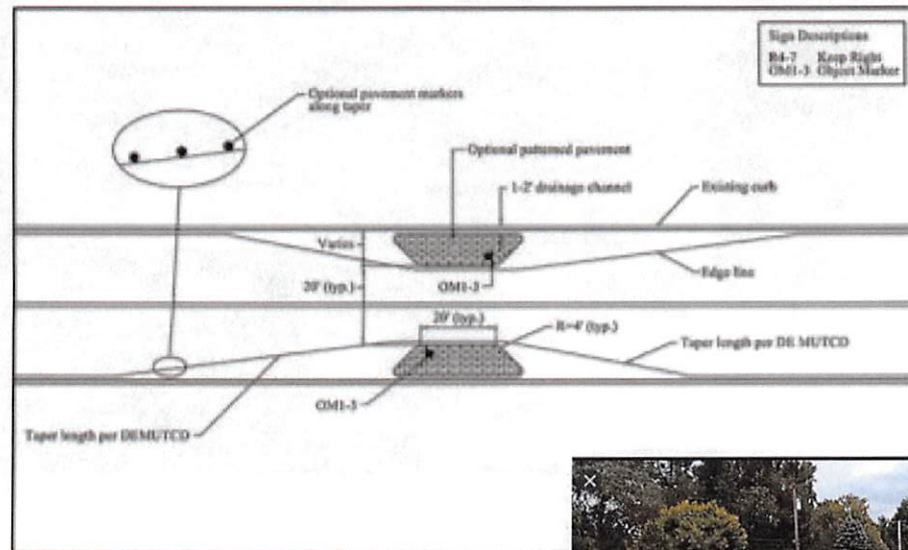 Sign Descriptions
R4-7 Keep Right
OM1-3 Object Marker
Optional pavement markers
along taper
Optional patterned pavement
1-2' drainage channel
Existing curb
Varies
Edge line
OM1-3
20' (typ.)
20' (typ.)
R=4' (typ.)
Taper length per DE MUTCD
OM1-3
Taper length per DEMUTCD